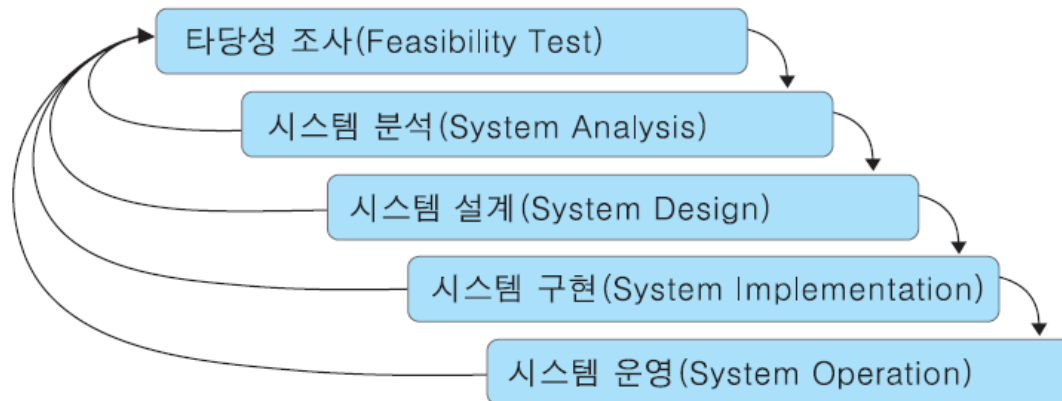 타당성 조사(Feasibility Test)
시스템 분석(System Analysis)
시스템 설계(System Design)
시스템 구현(System Implementation)
시스템 운영(System Operation)